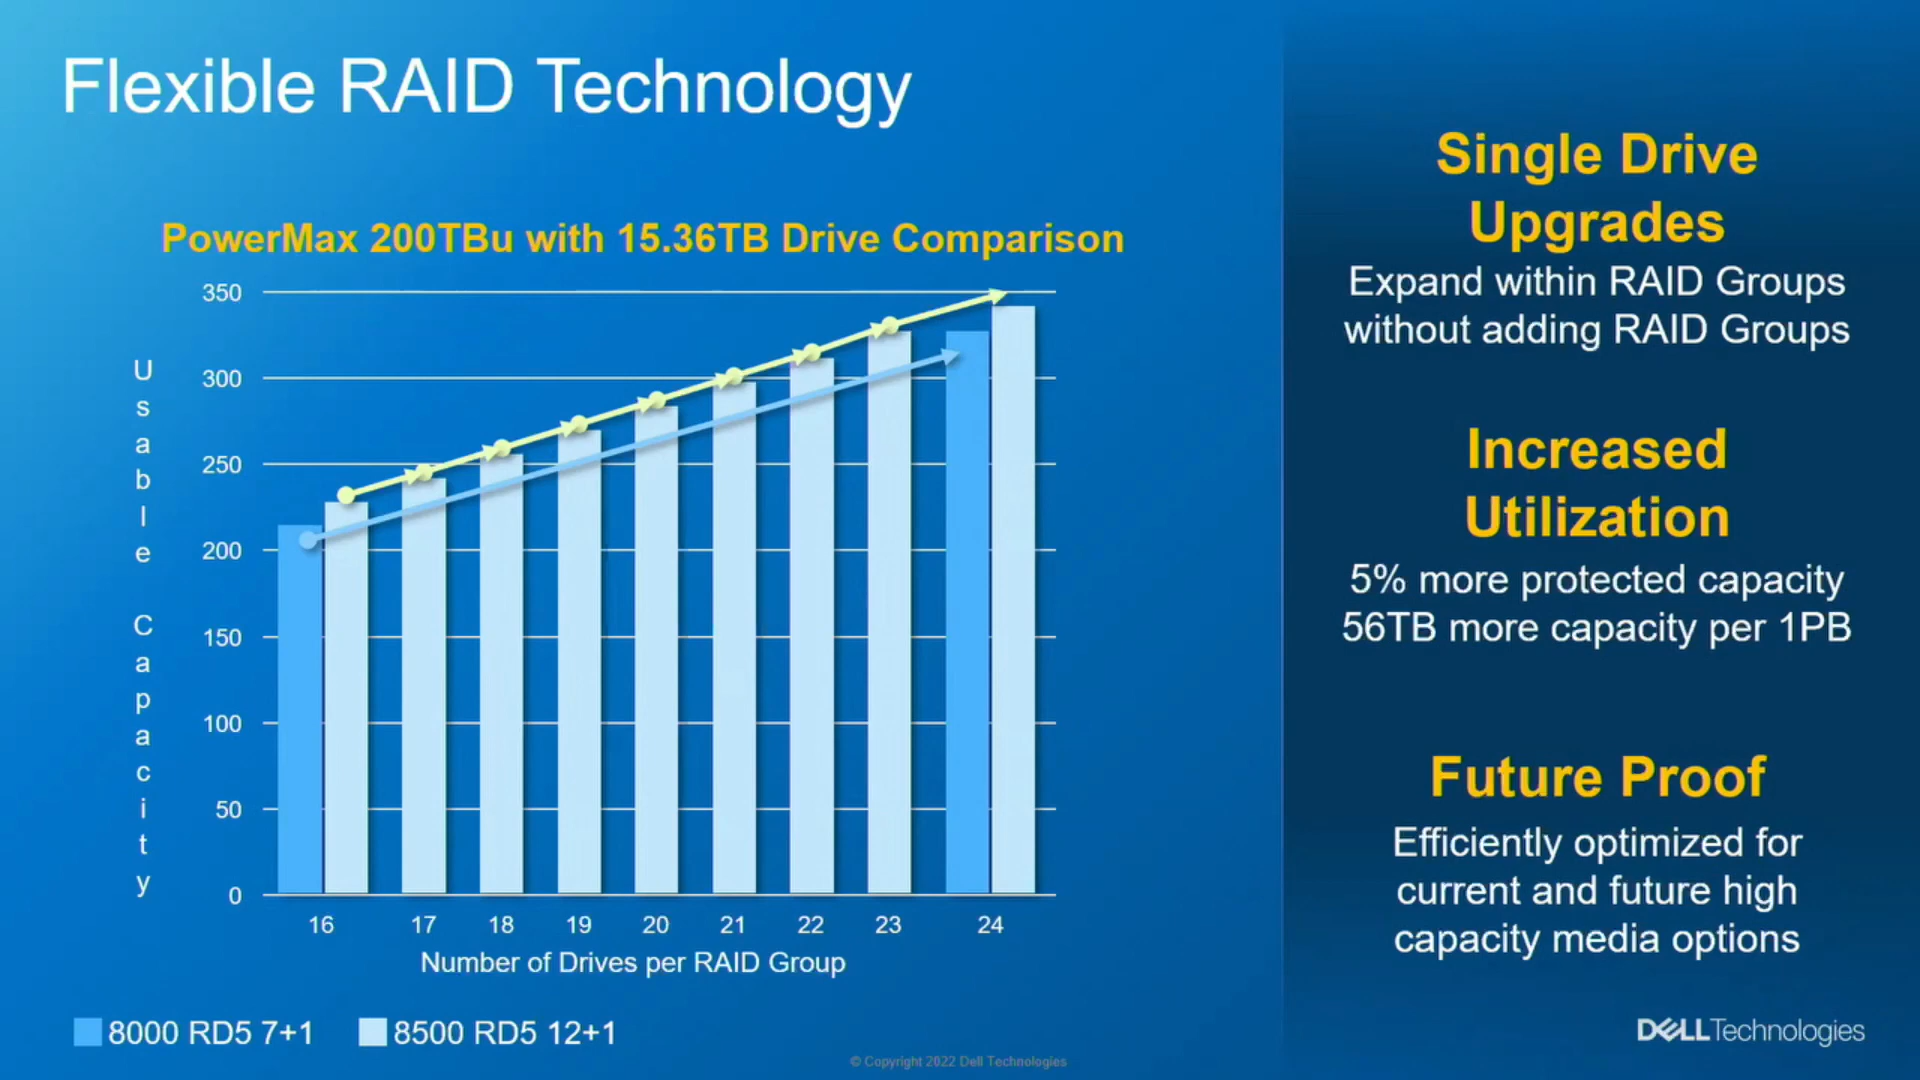 Flexible RAID Technology
PowerMax 200TBu with 15.36TB Drive Comparison
Usable Capacity
350
300
250
200
150
100
50
0
16 17 18 19 20 21 22 23 24
Number of Drives per RAID Group
8000 RD5 7+1 8500 RD5 12+1
Single Drive
Upgrades
Expand within RAID Groups
without adding RAID Groups
Increased
Utilization
5% more protected capacity
56TB more capacity per 1PB
Future Proof
Efficiently optimized for
current and future high
capacity media options
DELLTechnologies
© Copyright 2022 Dell Technologies